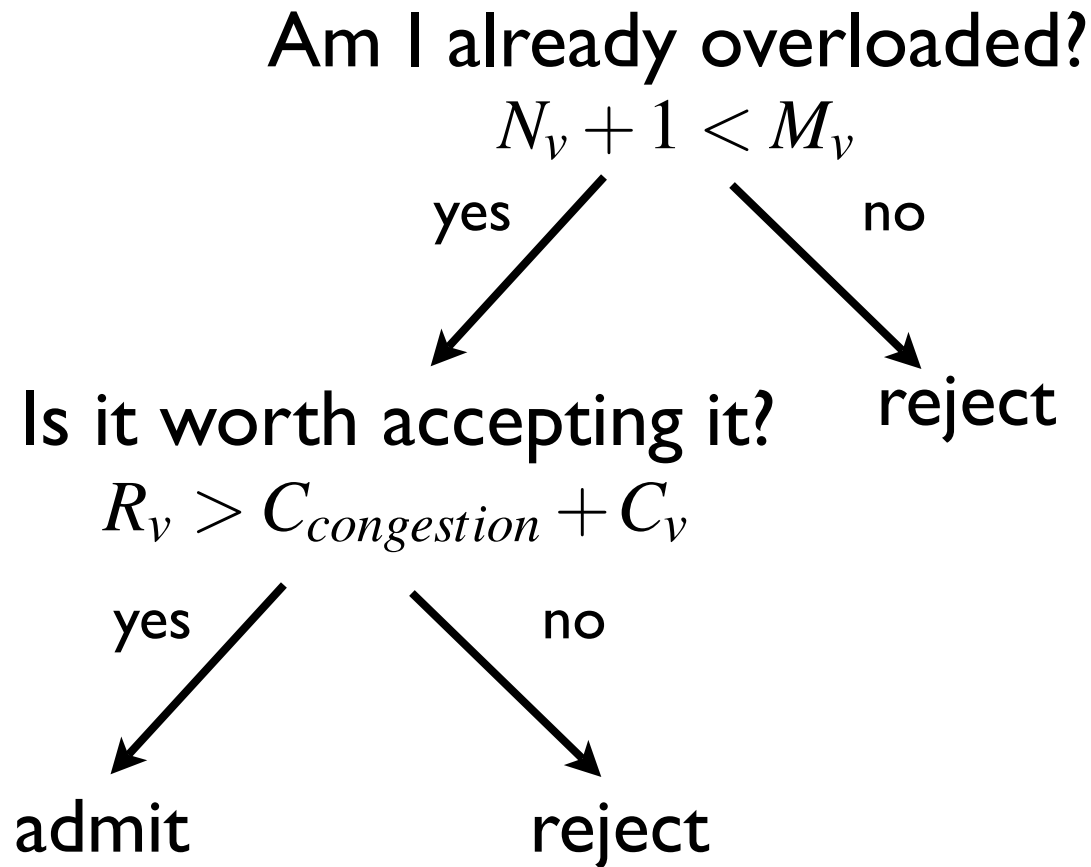 Am I already overloaded?
N_v + 1 < M_v
yes no
Is it worth accepting it? reject
R_v > C_congestion + C_v
yes no
admit reject